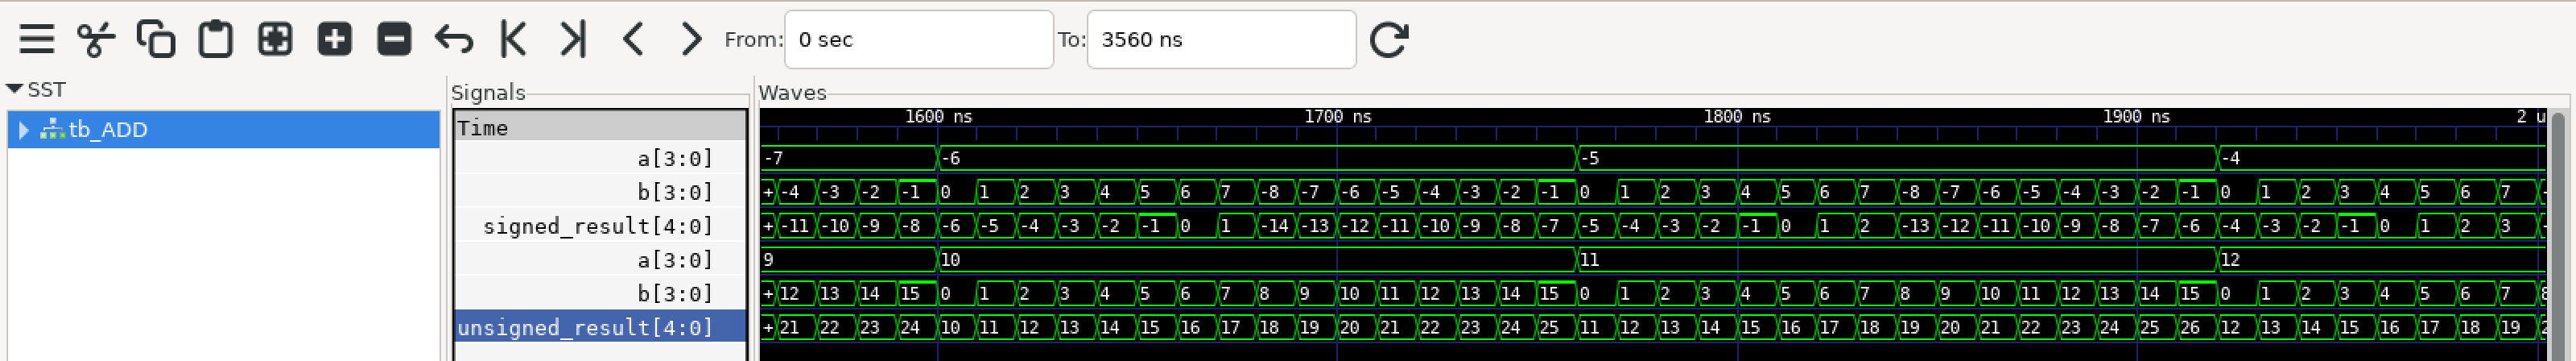 From: 0 sec To: 3560 ns
SST Signals Waves
tb_ADD
Time 1600 ns 1700 ns 1800 ns 1900 ns 2 u
a[3:0] -7 -6 -5 -4
b[3:0] + -4 -3 -2 -1 0 1 2 3 4 5 6 7 -8 -7 -6 -5 -4 -3 -2 -1 0 1 2 3 4 5 6 7 -8 -7 -6 -5 -4 -3 -2 -1 0 1 2 3 4 5 6 7 -
signed_result[4:0] + -11 -10 -9 -8 -6 -5 -4 -3 -2 -1 0 1 -14 -13 -12 -11 -10 -9 -8 -7 -5 -4 -3 -2 -1 0 1 2 -13 -12 -11 -10 -9 -8 -7 -6 -4 -3 -2 -1 0 1 2 3 -
a[3:0] 9 10 11 12
b[3:0] + 12 13 14 15 0 1 2 3 4 5 6 7 8 9 10 11 12 13 14 15 0 1 2 3 4 5 6 7 8 9 10 11 12 13 14 15 0 1 2 3 4 5 6 7 8
unsigned_result[4:0] + 21 22 23 24 10 11 12 13 14 15 16 17 18 19 20 21 22 23 24 25 11 12 13 14 15 16 17 18 19 20 21 22 23 24 25 26 12 13 14 15 16 17 18 19 2